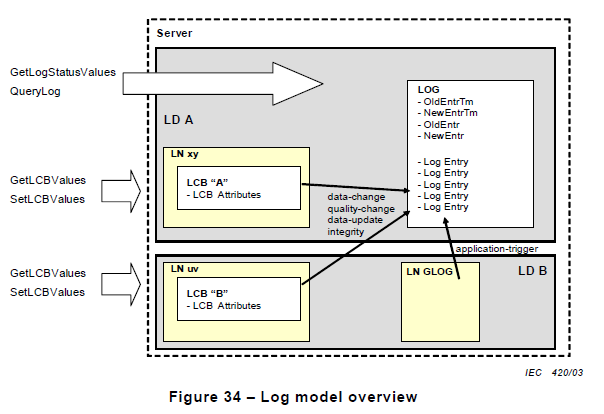 Server
GetLogStatusValues
QueryLog
LD A
LOG
- OldEntrTm
- NewEntrTm
- OldEntr
- NewEntr
- Log Entry
- Log Entry
- Log Entry
- Log Entry
- Log Entry
LN xy
LCB “A”
- LCB Attributes
GetLCBValues
SetLCBValues
data-change
quality-change
data-update
integrity
application-trigger
GetLCBValues
SetLCBValues
LN uv
LCB “B”
- LCB Attributes
LN GLOG
LD B
IEC 420/03
Figure 34 – Log model overview